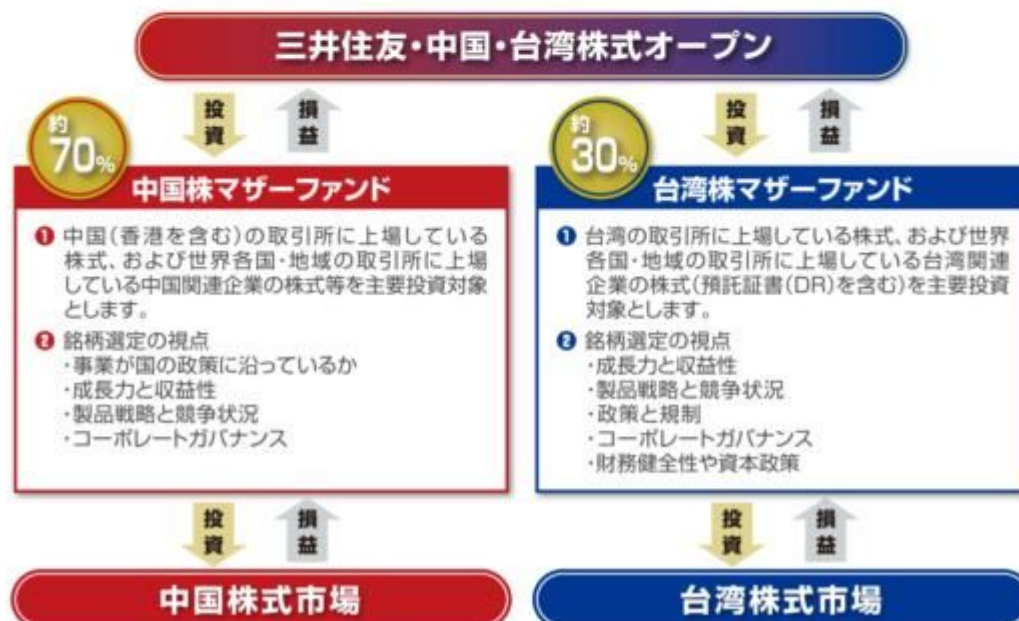 三井住友・中国・台湾株式オープン
投資
損益
投資
損益
約70%
中国株マザーファンド
❶ 中国(香港を含む)の取引所に上場している
株式、および世界各国・地域の取引所に上場
している中国関連企業の株式等を主要投資対象
とします。
❷ 銘柄選定の視点
・事業が国の政策に沿っているか
・成長力と収益性
・製品戦略と競争状況
・コーポレートガバナンス
約30%
台湾株マザーファンド
❶ 台湾の取引所に上場している株式、および世界
各国・地域の取引所に上場している台湾関連
企業の株式(預託証書(DR)を含む)を主要投資
対象とします。
❷ 銘柄選定の視点
・成長力と収益性
・製品戦略と競争状況
・政策と規制
・コーポレートガバナンス
・財務健全性や資本政策
投資
損益
投資
損益
中国株式市場
台湾株式市場